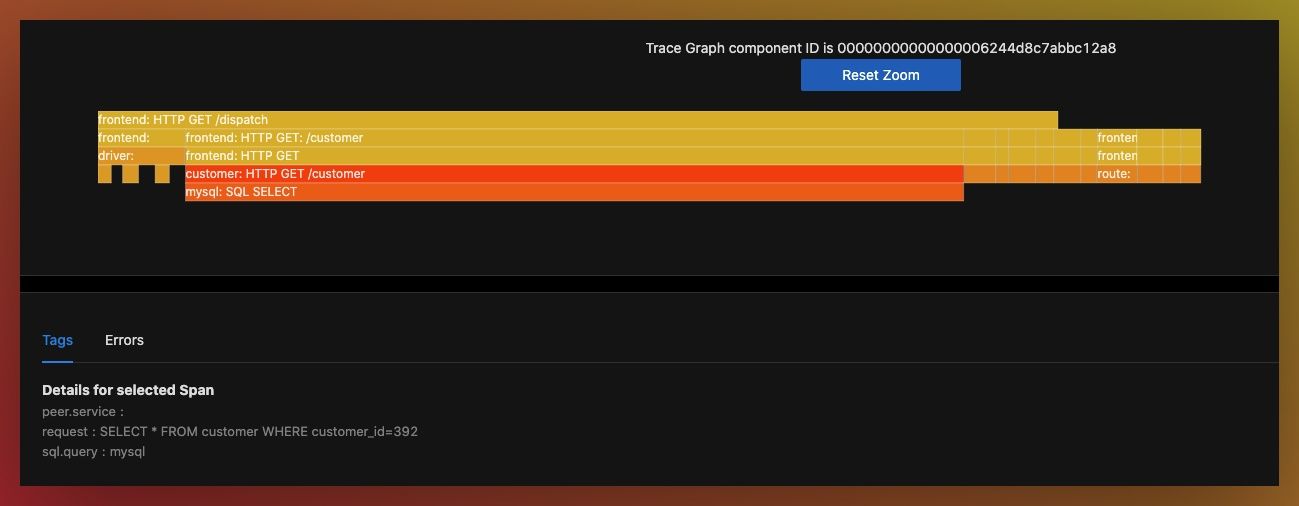 Trace Graph component ID is 00000000000000006244d8c7abbc12a8
Reset Zoom
frontend: HTTP GET /dispatch
frontend: frontend: HTTP GET: /customer fronten
driver: frontend: HTTP GET fronten
customer: HTTP GET /customer route:
mysql: SQL SELECT
Tags Errors
Details for selected Span
peer.service :
request : SELECT * FROM customer WHERE customer_id=392
sql.query : mysql